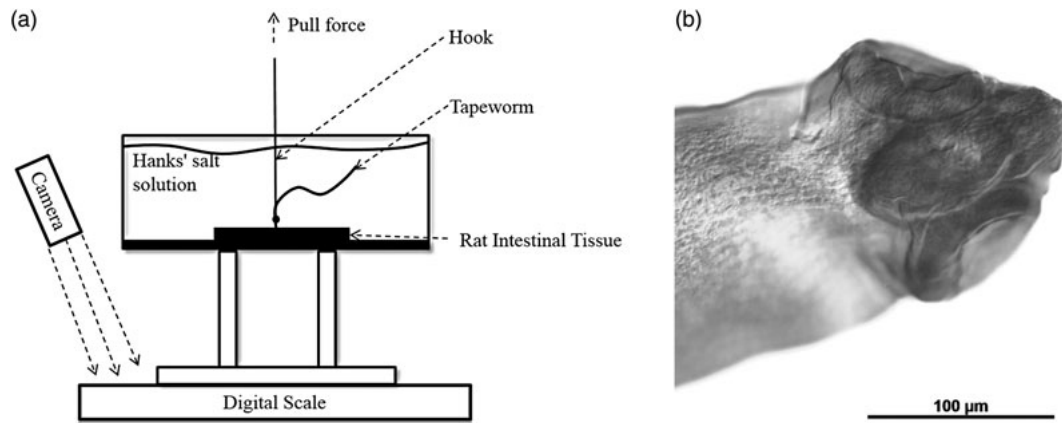 (a)
Pull force
Hook
Tapeworm
Hanks' salt
solution
Camera
Rat Intestinal Tissue
Digital Scale
(b)
100 µm